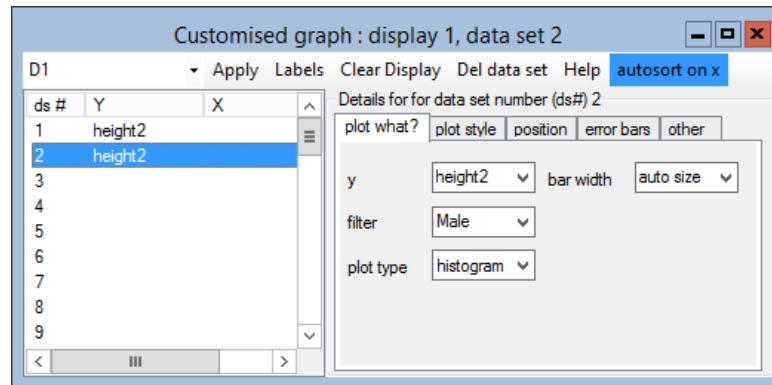 Customised graph : display 1, data set 2
D1 Apply Labels Clear Display Del data set Help autosort on x
ds # Y X
1 height2
2 height2
3
4
5
6
7
8
9
Details for for data set number (ds#) 2
plot what? plot style position error bars other
y height2 bar width auto size
filter Male
plot type histogram